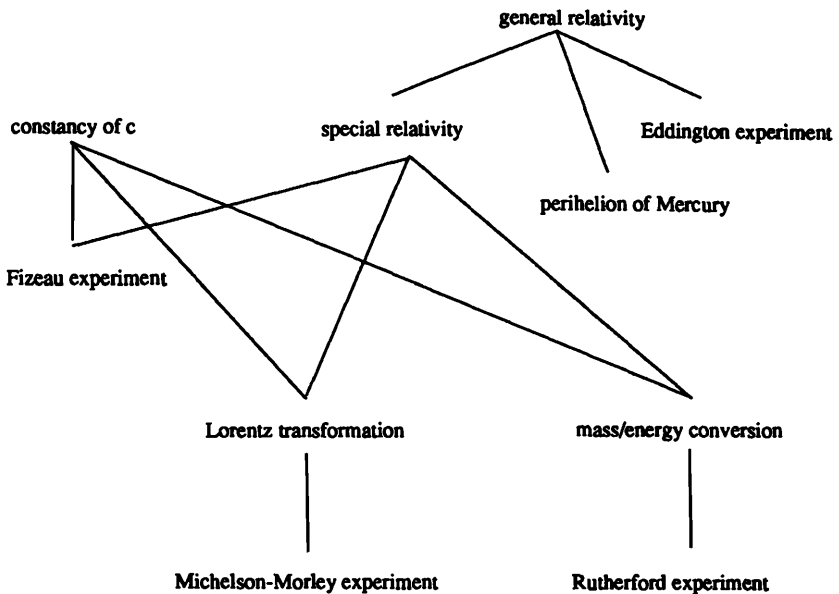 general relativity
constancy of c
special relativity
Eddington experiment
perihelion of Mercury
Fizeau experiment
Lorentz transformation
mass/energy conversion
Michelson-Morley experiment
Rutherford experiment